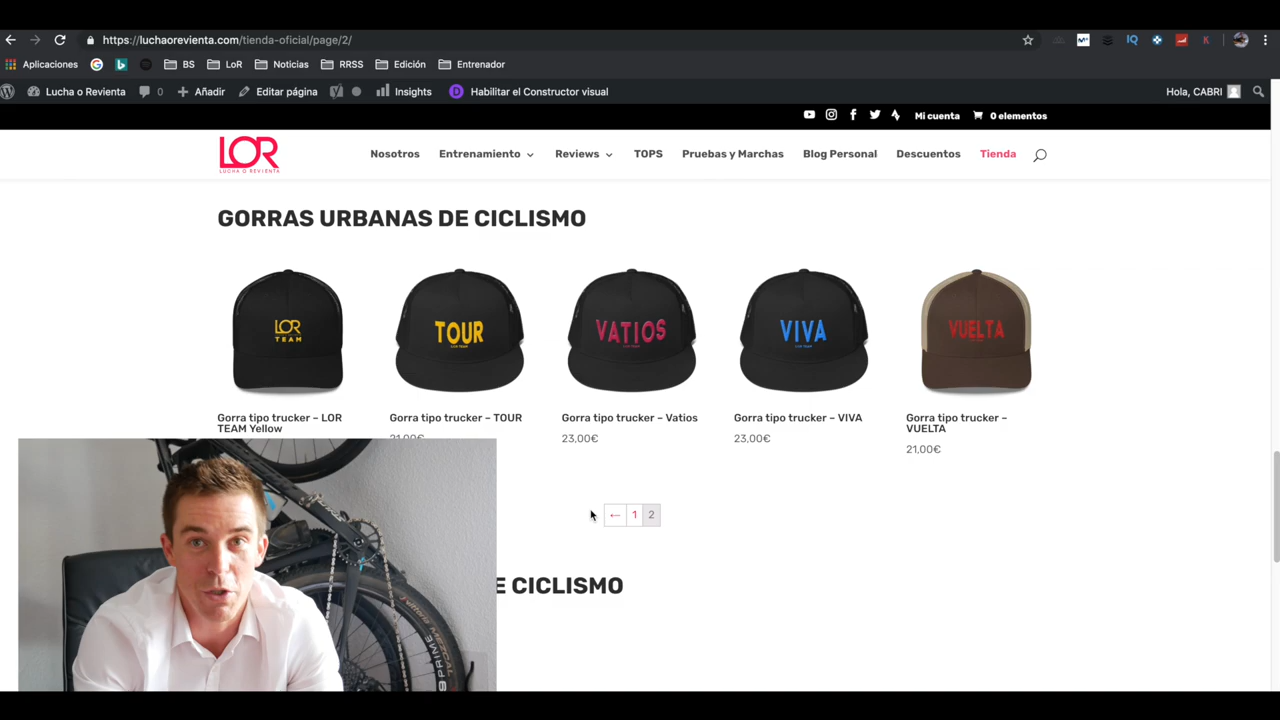 https://luchaorevienta.com/tienda-oficial/page/2/
Aplicaciones BS LoR Noticias RRSS Edición Entrenador
Lucha o Revienta 0 Añadir Editar página Insights D Habilitar el Constructor visual Hola, CABRI
Mi cuenta 0 elementos
LOR
LUCHA O REVIENTA
Nosotros Entrenamiento Reviews TOPS Pruebas y Marchas Blog Personal Descuentos Tienda
GORRAS URBANAS DE CICLISMO
LOR
TEAM
TOUR
VATIOS
VIVA
VUELTA
Gorra tipo trucker – LOR
TEAM Yellow
Gorra tipo trucker – TOUR
21,00€
Gorra tipo trucker – Vatios
23,00€
Gorra tipo trucker – VIVA
23,00€
Gorra tipo trucker –
VUELTA
21,00€
← 1 2
E CICLISMO
vittoria MEZCAL
PRIME